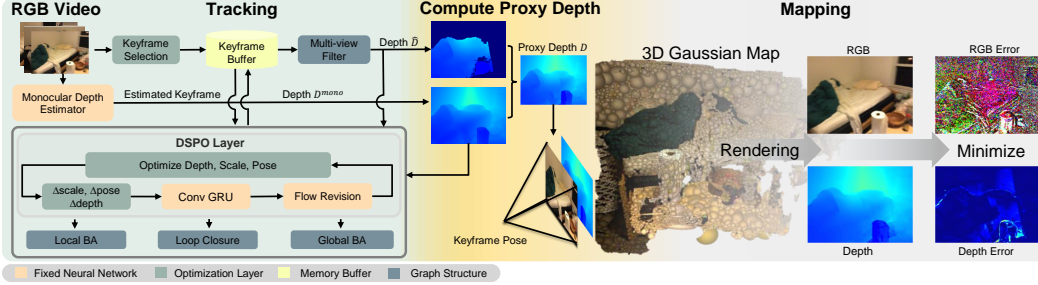 RGB Video
Tracking
Compute Proxy Depth
Mapping
Keyframe
Selection
Keyframe
Buffer
Multi-view
Filter
Depth D̃
Proxy Depth D
3D Gaussian Map
RGB
RGB Error
Monocular Depth
Estimator
Estimated Keyframe
Depth D^mono
DSPO Layer
Optimize Depth, Scale, Pose
Δscale, Δpose
Δdepth
Conv GRU
Flow Revision
Local BA
Loop Closure
Global BA
Keyframe Pose
Rendering
Minimize
Depth
Depth Error
Fixed Neural Network
Optimization Layer
Memory Buffer
Graph Structure